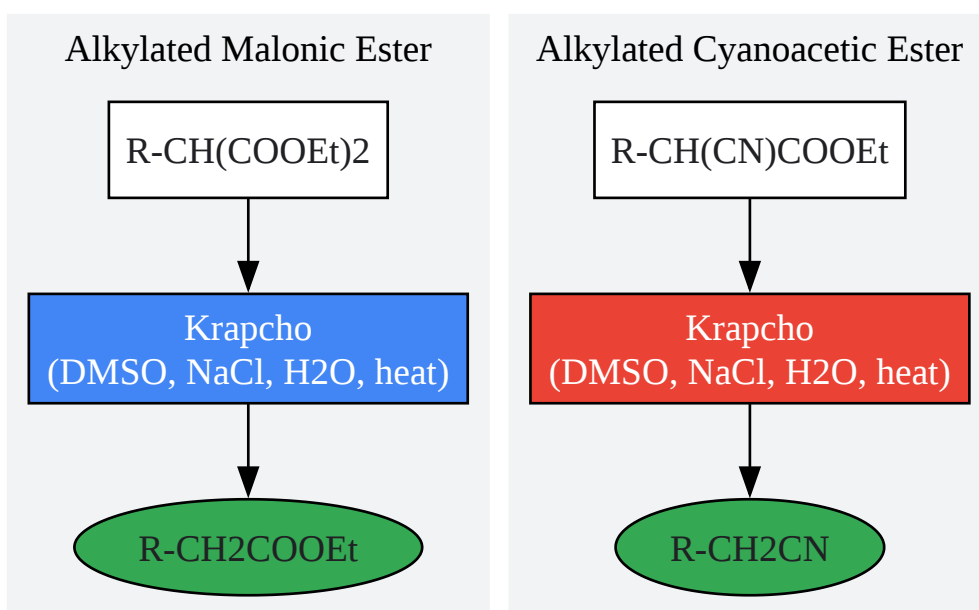 Alkylated Malonic Ester
R-CH(COOEt)2
Krapcho
(DMSO, NaCl, H2O, heat)
R-CH2COOEt
Alkylated Cyanoacetic Ester
R-CH(CN)COOEt
Krapcho
(DMSO, NaCl, H2O, heat)
R-CH2CN